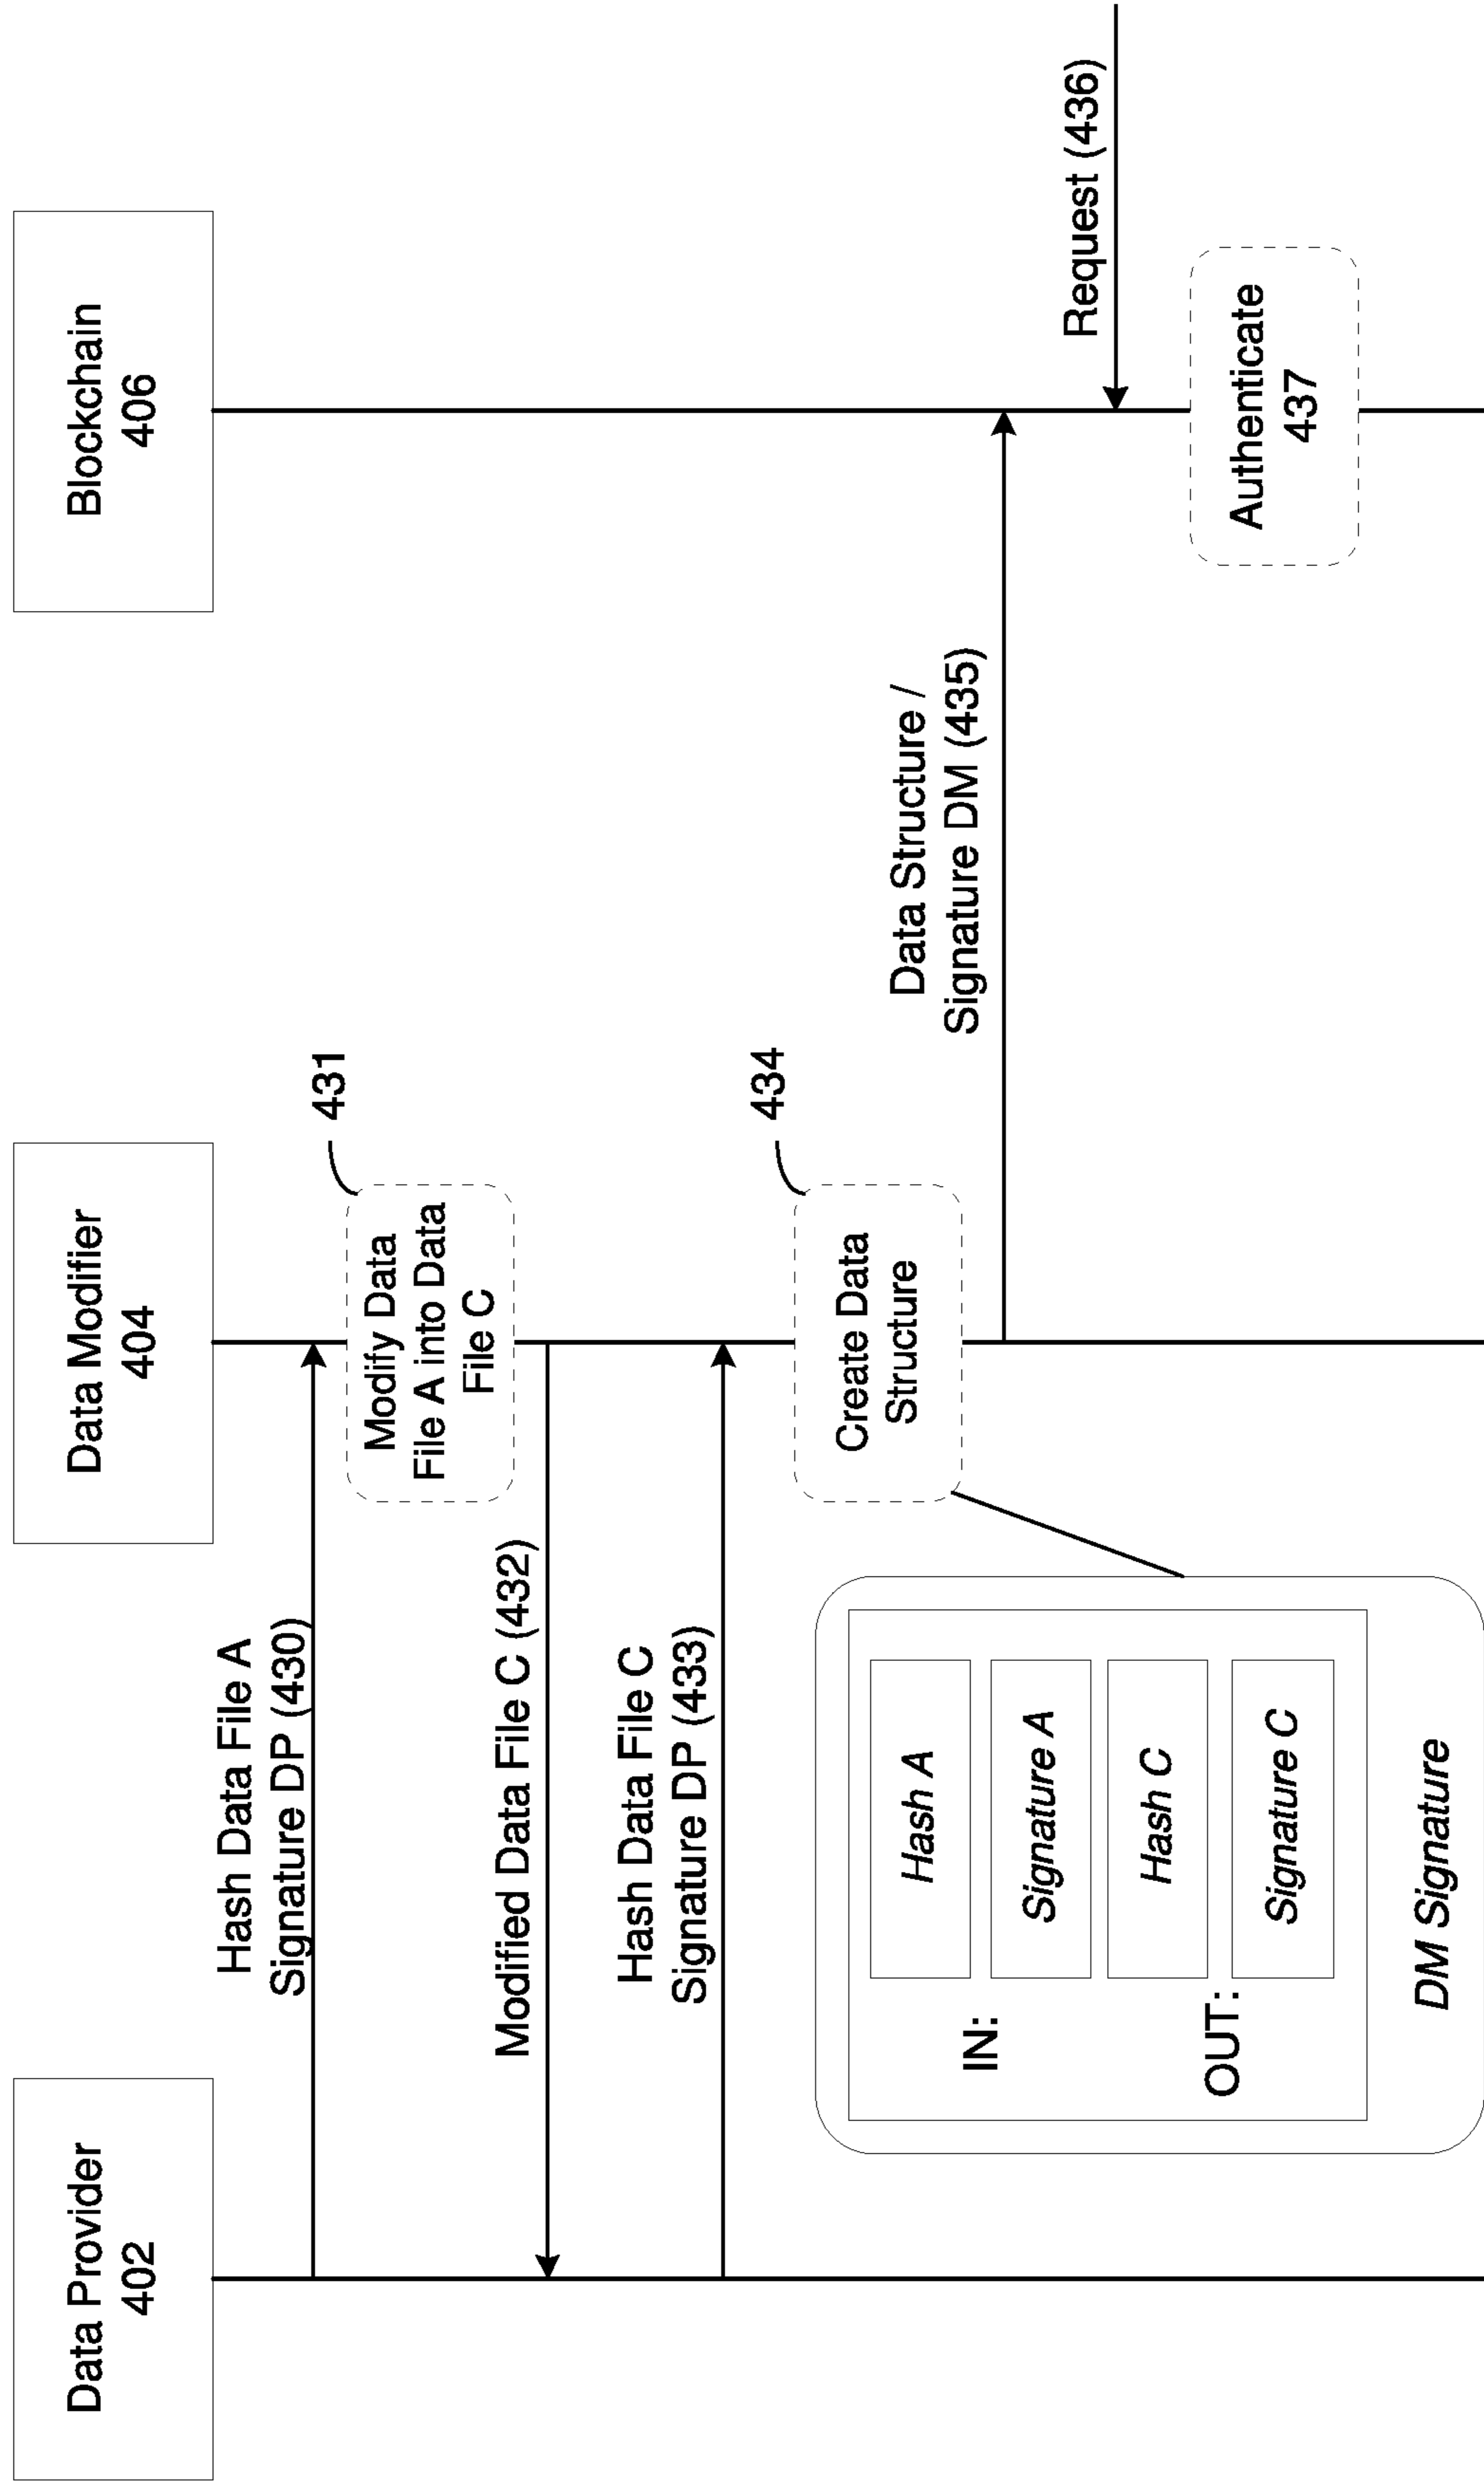 Data Provider
402
Data Modifier
404
Blockchain
406
Hash Data File A
Signature DP (430)
431
Modify Data
File A into Data
File C
Modified Data File C (432)
Hash Data File C
Signature DP (433)
434
Create Data
Structure
IN:
Hash A
Signature A
OUT:
Hash C
Signature C
DM Signature
Data Structure /
Signature DM (435)
Request (436)
Authenticate
437